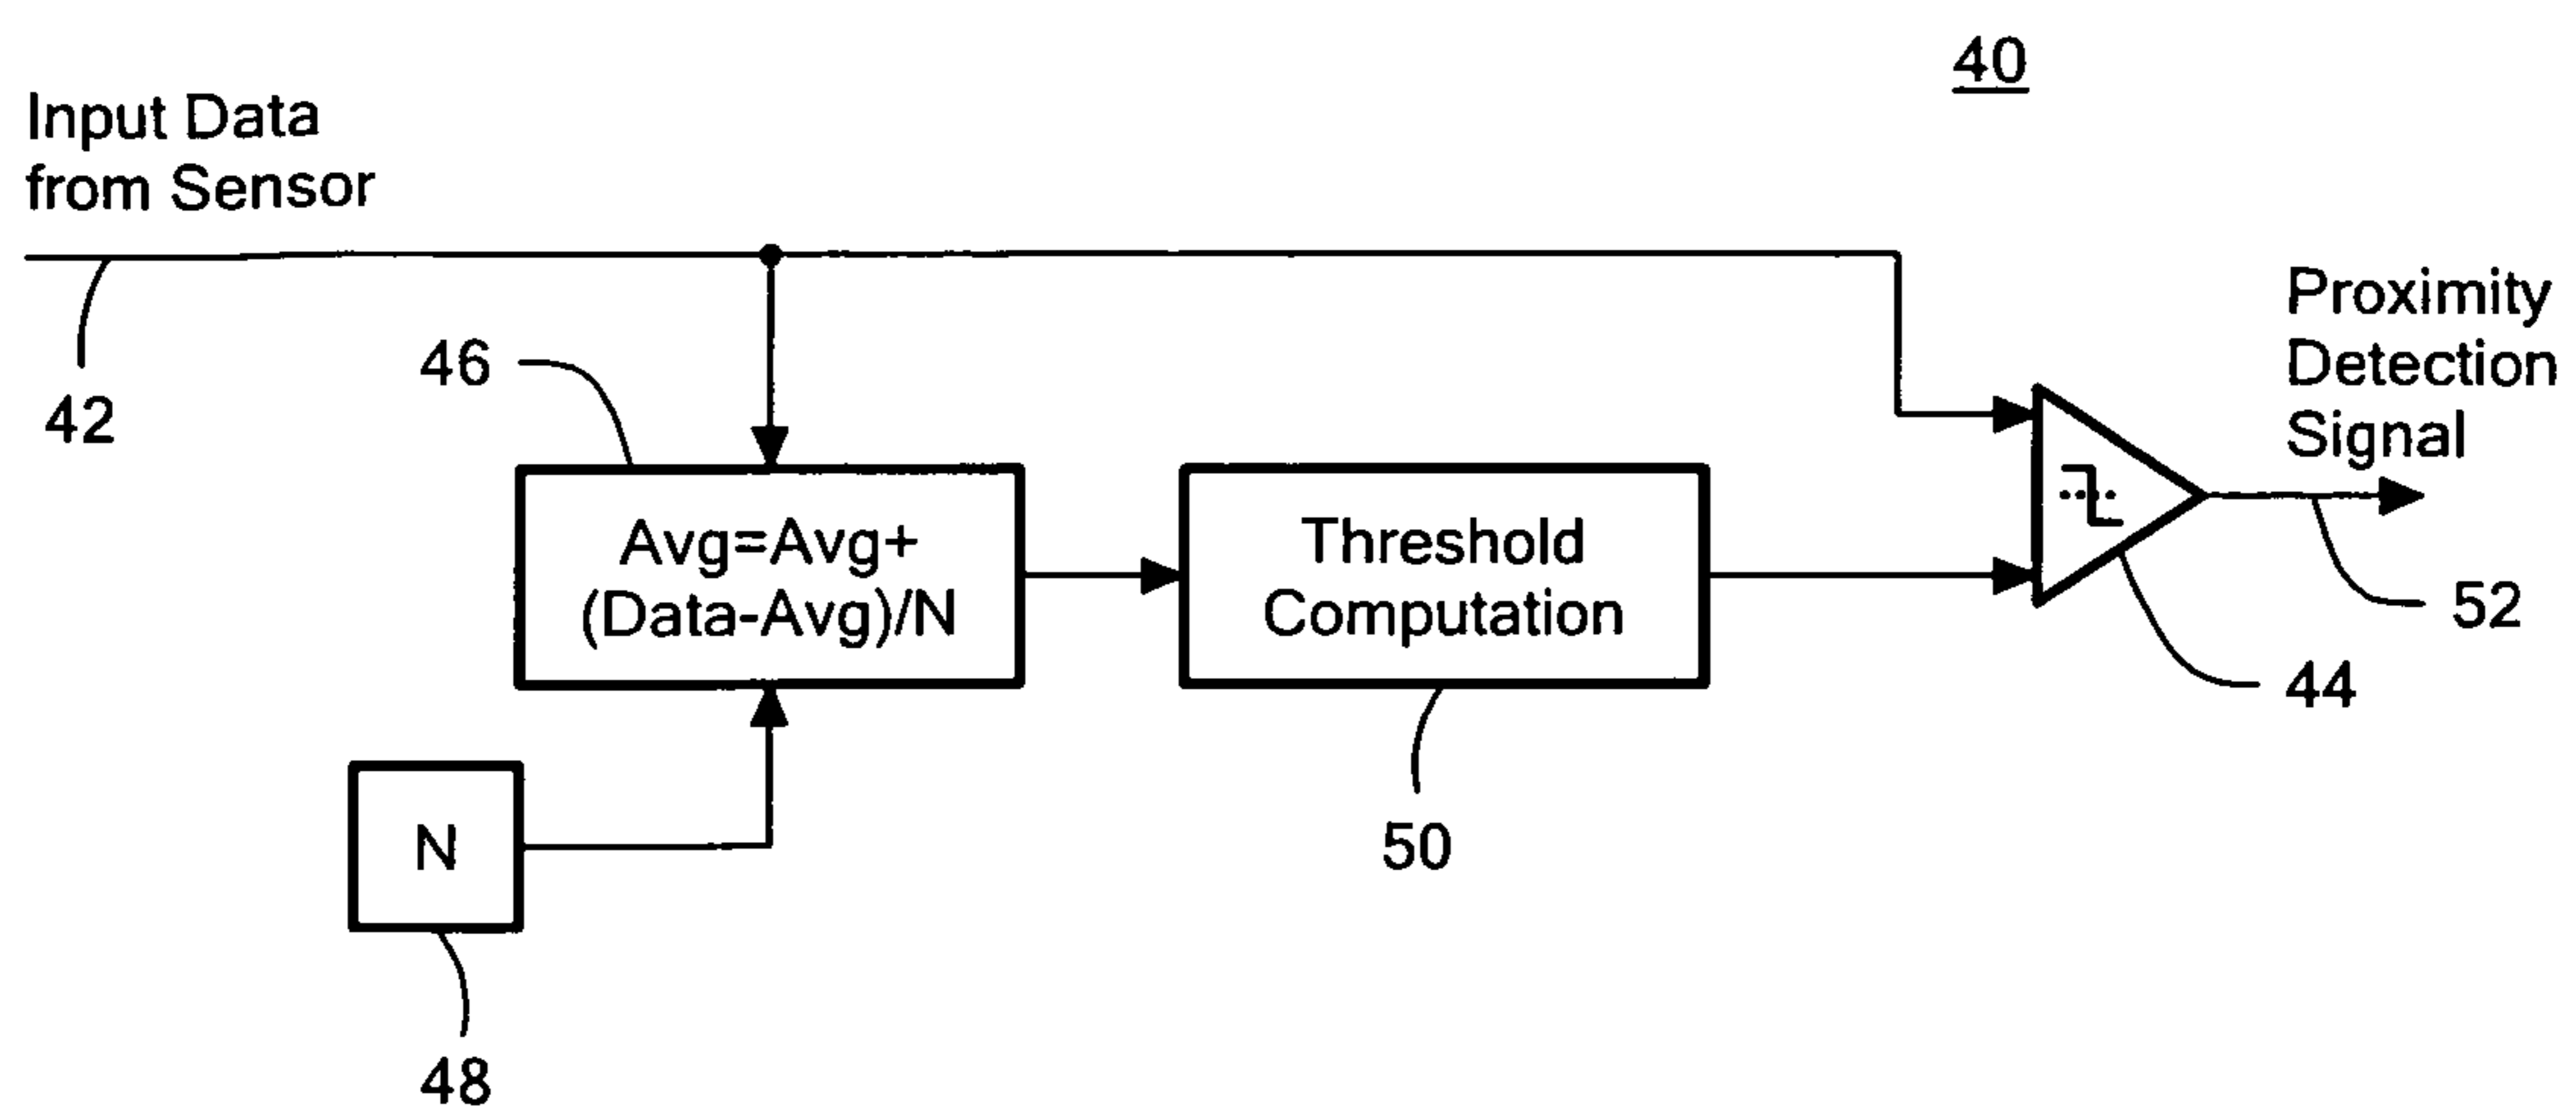 40
Input Data
from Sensor
42
46
Avg=Avg+
(Data-Avg)/N
Threshold
Computation
Proximity
Detection
Signal
52
44
N
50
48